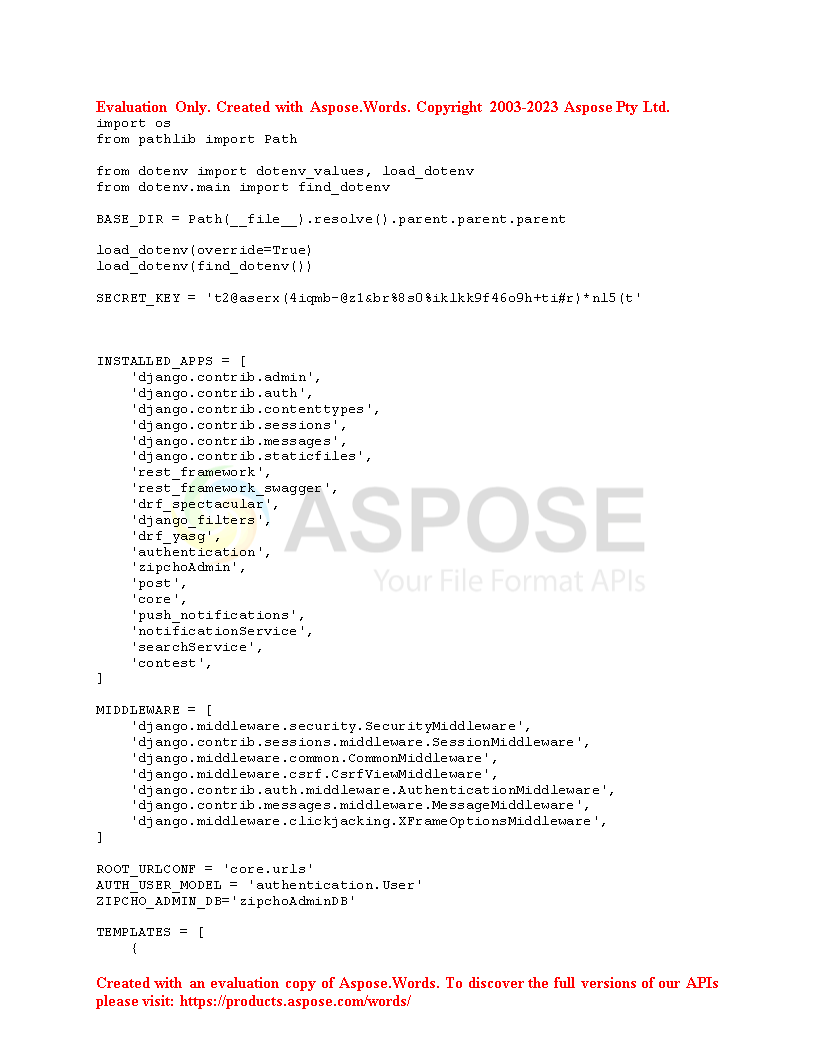 Evaluation Only. Created with Aspose.Words. Copyright 2003-2023 Aspose Pty Ltd.
import os
from pathlib import Path

from dotenv import dotenv_values, load_dotenv
from dotenv.main import find_dotenv

BASE_DIR = Path(__file__).resolve().parent.parent.parent

load_dotenv(override=True)
load_dotenv(find_dotenv())

SECRET_KEY = 't2@aserx(4iqmb-@z1&br%8s0%iklkk9f46o9h+ti#r)*nl5(t'

INSTALLED_APPS = [
    'django.contrib.admin',
    'django.contrib.auth',
    'django.contrib.contenttypes',
    'django.contrib.sessions',
    'django.contrib.messages',
    'django.contrib.staticfiles',
    'rest_framework',
    'rest_framework_swagger',
    'drf_spectacular',
    'django_filters',
    'drf_yasg',
    'authentication',
    'zipchoAdmin',
    'post',
    'core',
    'push_notifications',
    'notificationService',
    'searchService',
    'contest',
]
ASPOSE
Your File Format APIs

MIDDLEWARE = [
    'django.middleware.security.SecurityMiddleware',
    'django.contrib.sessions.middleware.SessionMiddleware',
    'django.middleware.common.CommonMiddleware',
    'django.middleware.csrf.CsrfViewMiddleware',
    'django.contrib.auth.middleware.AuthenticationMiddleware',
    'django.contrib.messages.middleware.MessageMiddleware',
    'django.middleware.clickjacking.XFrameOptionsMiddleware',
]

ROOT_URLCONF = 'core.urls'
AUTH_USER_MODEL = 'authentication.User'
ZIPCHO_ADMIN_DB='zipchoAdminDB'

TEMPLATES = [
    {
Created with an evaluation copy of Aspose.Words. To discover the full versions of our APIs
please visit: https://products.aspose.com/words/